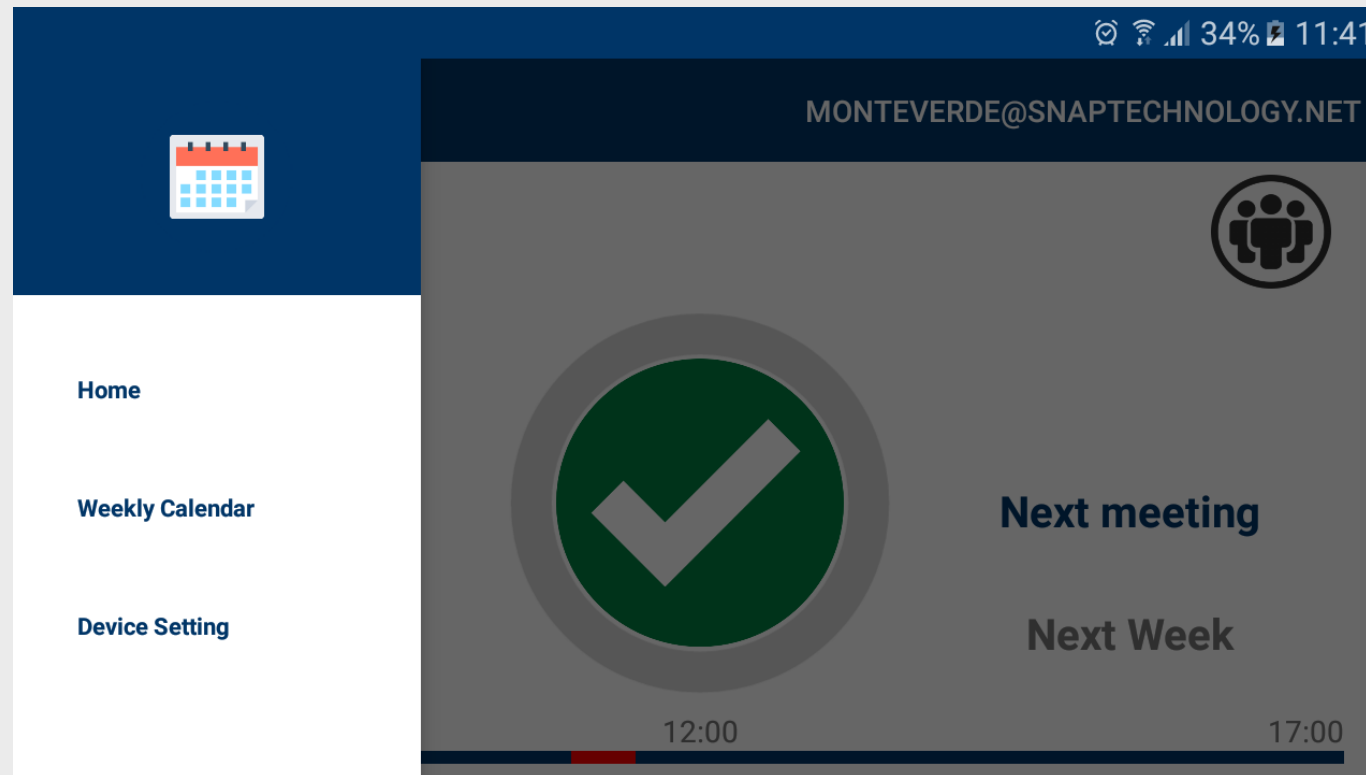 34% 11:41
MONTEVERDE@SNAPTECHNOLOGY.NET
Home
Weekly Calendar
Device Setting
Next meeting
Next Week
12:00 17:00